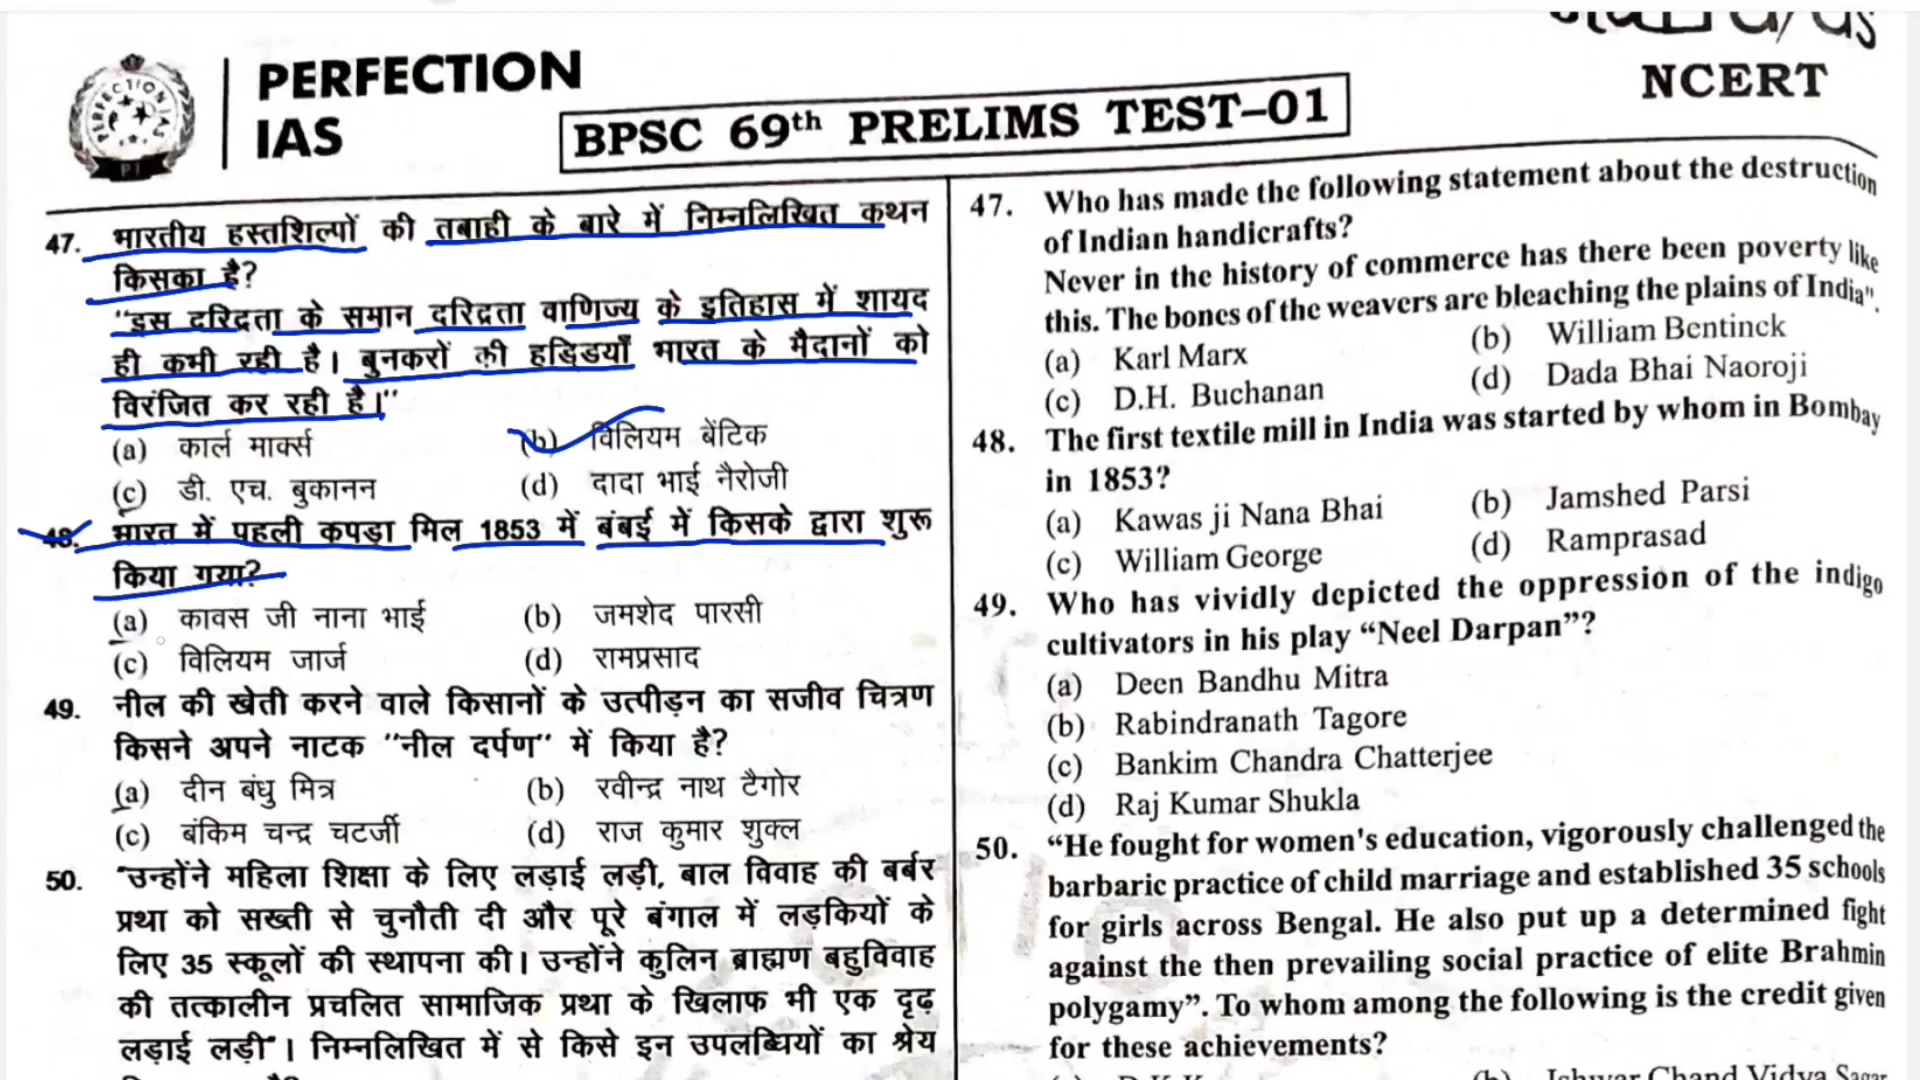 PERFECTION
IAS
BPSC 69th PRELIMS TEST-01
NCERT
47. भारतीय हस्तशिल्पों की तबाही के बारे में निम्नलिखित कथन
किसका है?
"इस दरिद्रता के समान दरिद्रता वाणिज्य के इतिहास में शायद
ही कभी रही है। बुनकरों की हड्डियाँ भारत के मैदानों को
विरंजित कर रही है।"
(a) कार्ल मार्क्स (b) विलियम बेंटिक
(c) डी. एच. बुकानन (d) दादा भाई नैरोजी
48. भारत में पहली कपड़ा मिल 1853 में बंबई में किसके द्वारा शुरू
किया गया?
(a) कावस जी नाना भाई (b) जमशेद पारसी
(c) विलियम जार्ज (d) रामप्रसाद
49. नील की खेती करने वाले किसानों के उत्पीड़न का सजीव चित्रण
किसने अपने नाटक "नील दर्पण" में किया है?
(a) दीन बंधु मित्र (b) रवीन्द्र नाथ टैगोर
(c) बंकिम चन्द्र चटर्जी (d) राज कुमार शुक्ल
50. "उन्होंने महिला शिक्षा के लिए लड़ाई लड़ी, बाल विवाह की बर्बर
प्रथा को सख्ती से चुनौती दी और पूरे बंगाल में लड़कियों के
लिए 35 स्कूलों की स्थापना की। उन्होंने कुलिन ब्राह्मण बहुविवाह
की तत्कालीन प्रचलित सामाजिक प्रथा के खिलाफ भी एक दृढ़
लड़ाई लड़ी"। निम्नलिखित में से किसे इन उपलब्धियों का श्रेय
47. Who has made the following statement about the destruction
of Indian handicrafts?
Never in the history of commerce has there been poverty like
this. The bones of the weavers are bleaching the plains of India".
(a) Karl Marx (b) William Bentinck
(c) D.H. Buchanan (d) Dada Bhai Naoroji
48. The first textile mill in India was started by whom in Bombay
in 1853?
(a) Kawas ji Nana Bhai (b) Jamshed Parsi
(c) William George (d) Ramprasad
49. Who has vividly depicted the oppression of the indigo
cultivators in his play "Neel Darpan"?
(a) Deen Bandhu Mitra
(b) Rabindranath Tagore
(c) Bankim Chandra Chatterjee
(d) Raj Kumar Shukla
50. "He fought for women's education, vigorously challenged the
barbaric practice of child marriage and established 35 schools
for girls across Bengal. He also put up a determined fight
against the then prevailing social practice of elite Brahmin
polygamy". To whom among the following is the credit given
for these achievements?
(b) Ishwar Chand Vidya Sagar